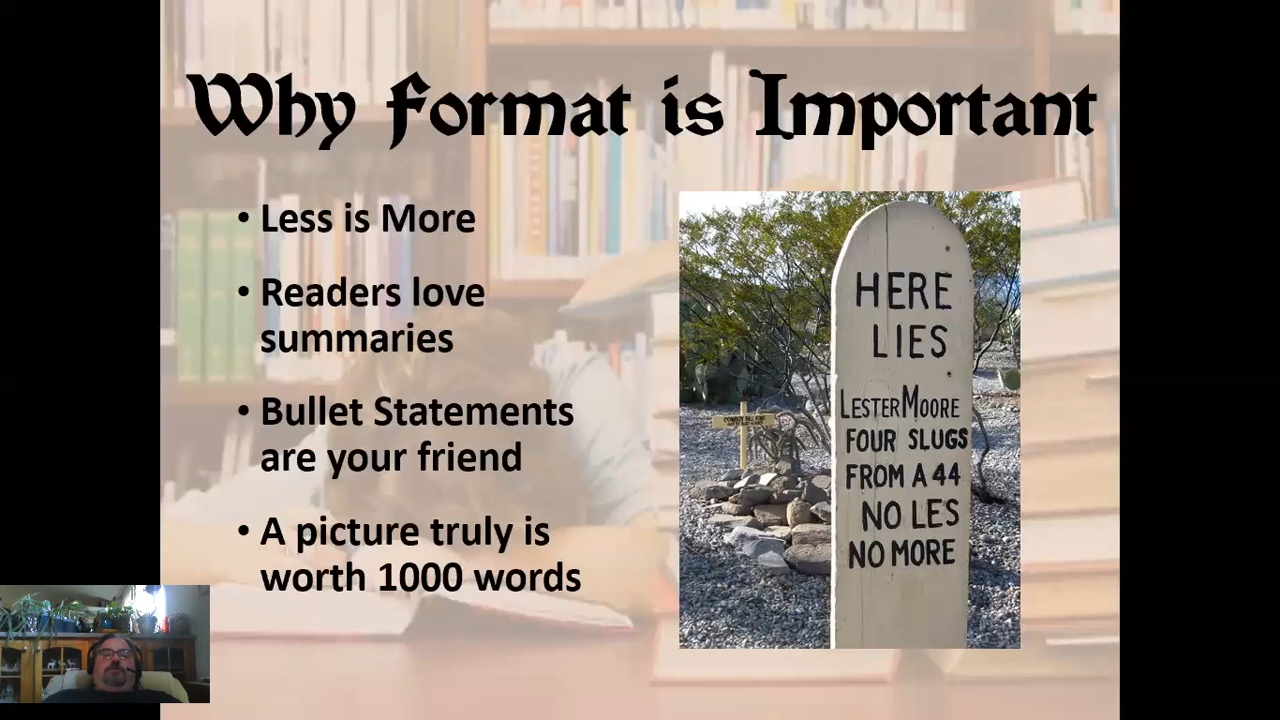 Why Format is Important
• Less is More
• Readers love
summaries
• Bullet Statements
are your friend
• A picture truly is
worth 1000 words
HERE
LIES
LESTER MOORE
FOUR SLUGS
FROM A 44
NO LES
NO MORE